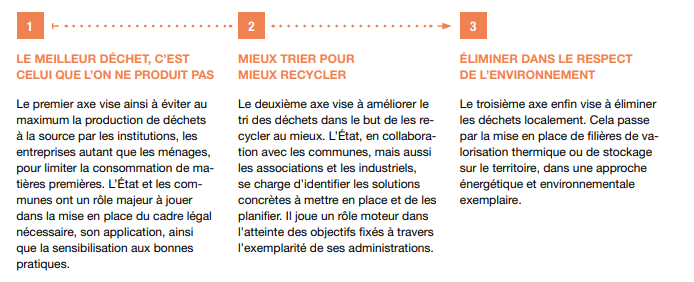 1
2
3
LE MEILLEUR DÉCHET, C’EST
CELUI QUE L’ON NE PRODUIT PAS
Le premier axe vise ainsi à éviter au
maximum la production de déchets
à la source par les institutions, les
entreprises autant que les ménages,
pour limiter la consommation de ma-
tières premières. L’État et les com-
munes ont un rôle majeur à jouer
dans la mise en place du cadre légal
nécessaire, son application, ainsi
que la sensibilisation aux bonnes
pratiques.
MIEUX TRIER POUR
MIEUX RECYCLER
Le deuxième axe vise à améliorer le
tri des déchets dans le but de les re-
cycler au mieux. L’État, en collabora-
tion avec les communes, mais aussi
les associations et les industriels,
se charge d’identifier les solutions
concrètes à mettre en place et de les
planifier. Il joue un rôle moteur dans
l’atteinte des objectifs fixés à travers
l’exemplarité de ses administrations.
ÉLIMINER DANS LE RESPECT
DE L’ENVIRONNEMENT
Le troisième axe enfin vise à éliminer
les déchets localement. Cela passe
par la mise en place de filières de va-
lorisation thermique ou de stockage
sur le territoire, dans une approche
énergétique et environnementale
exemplaire.